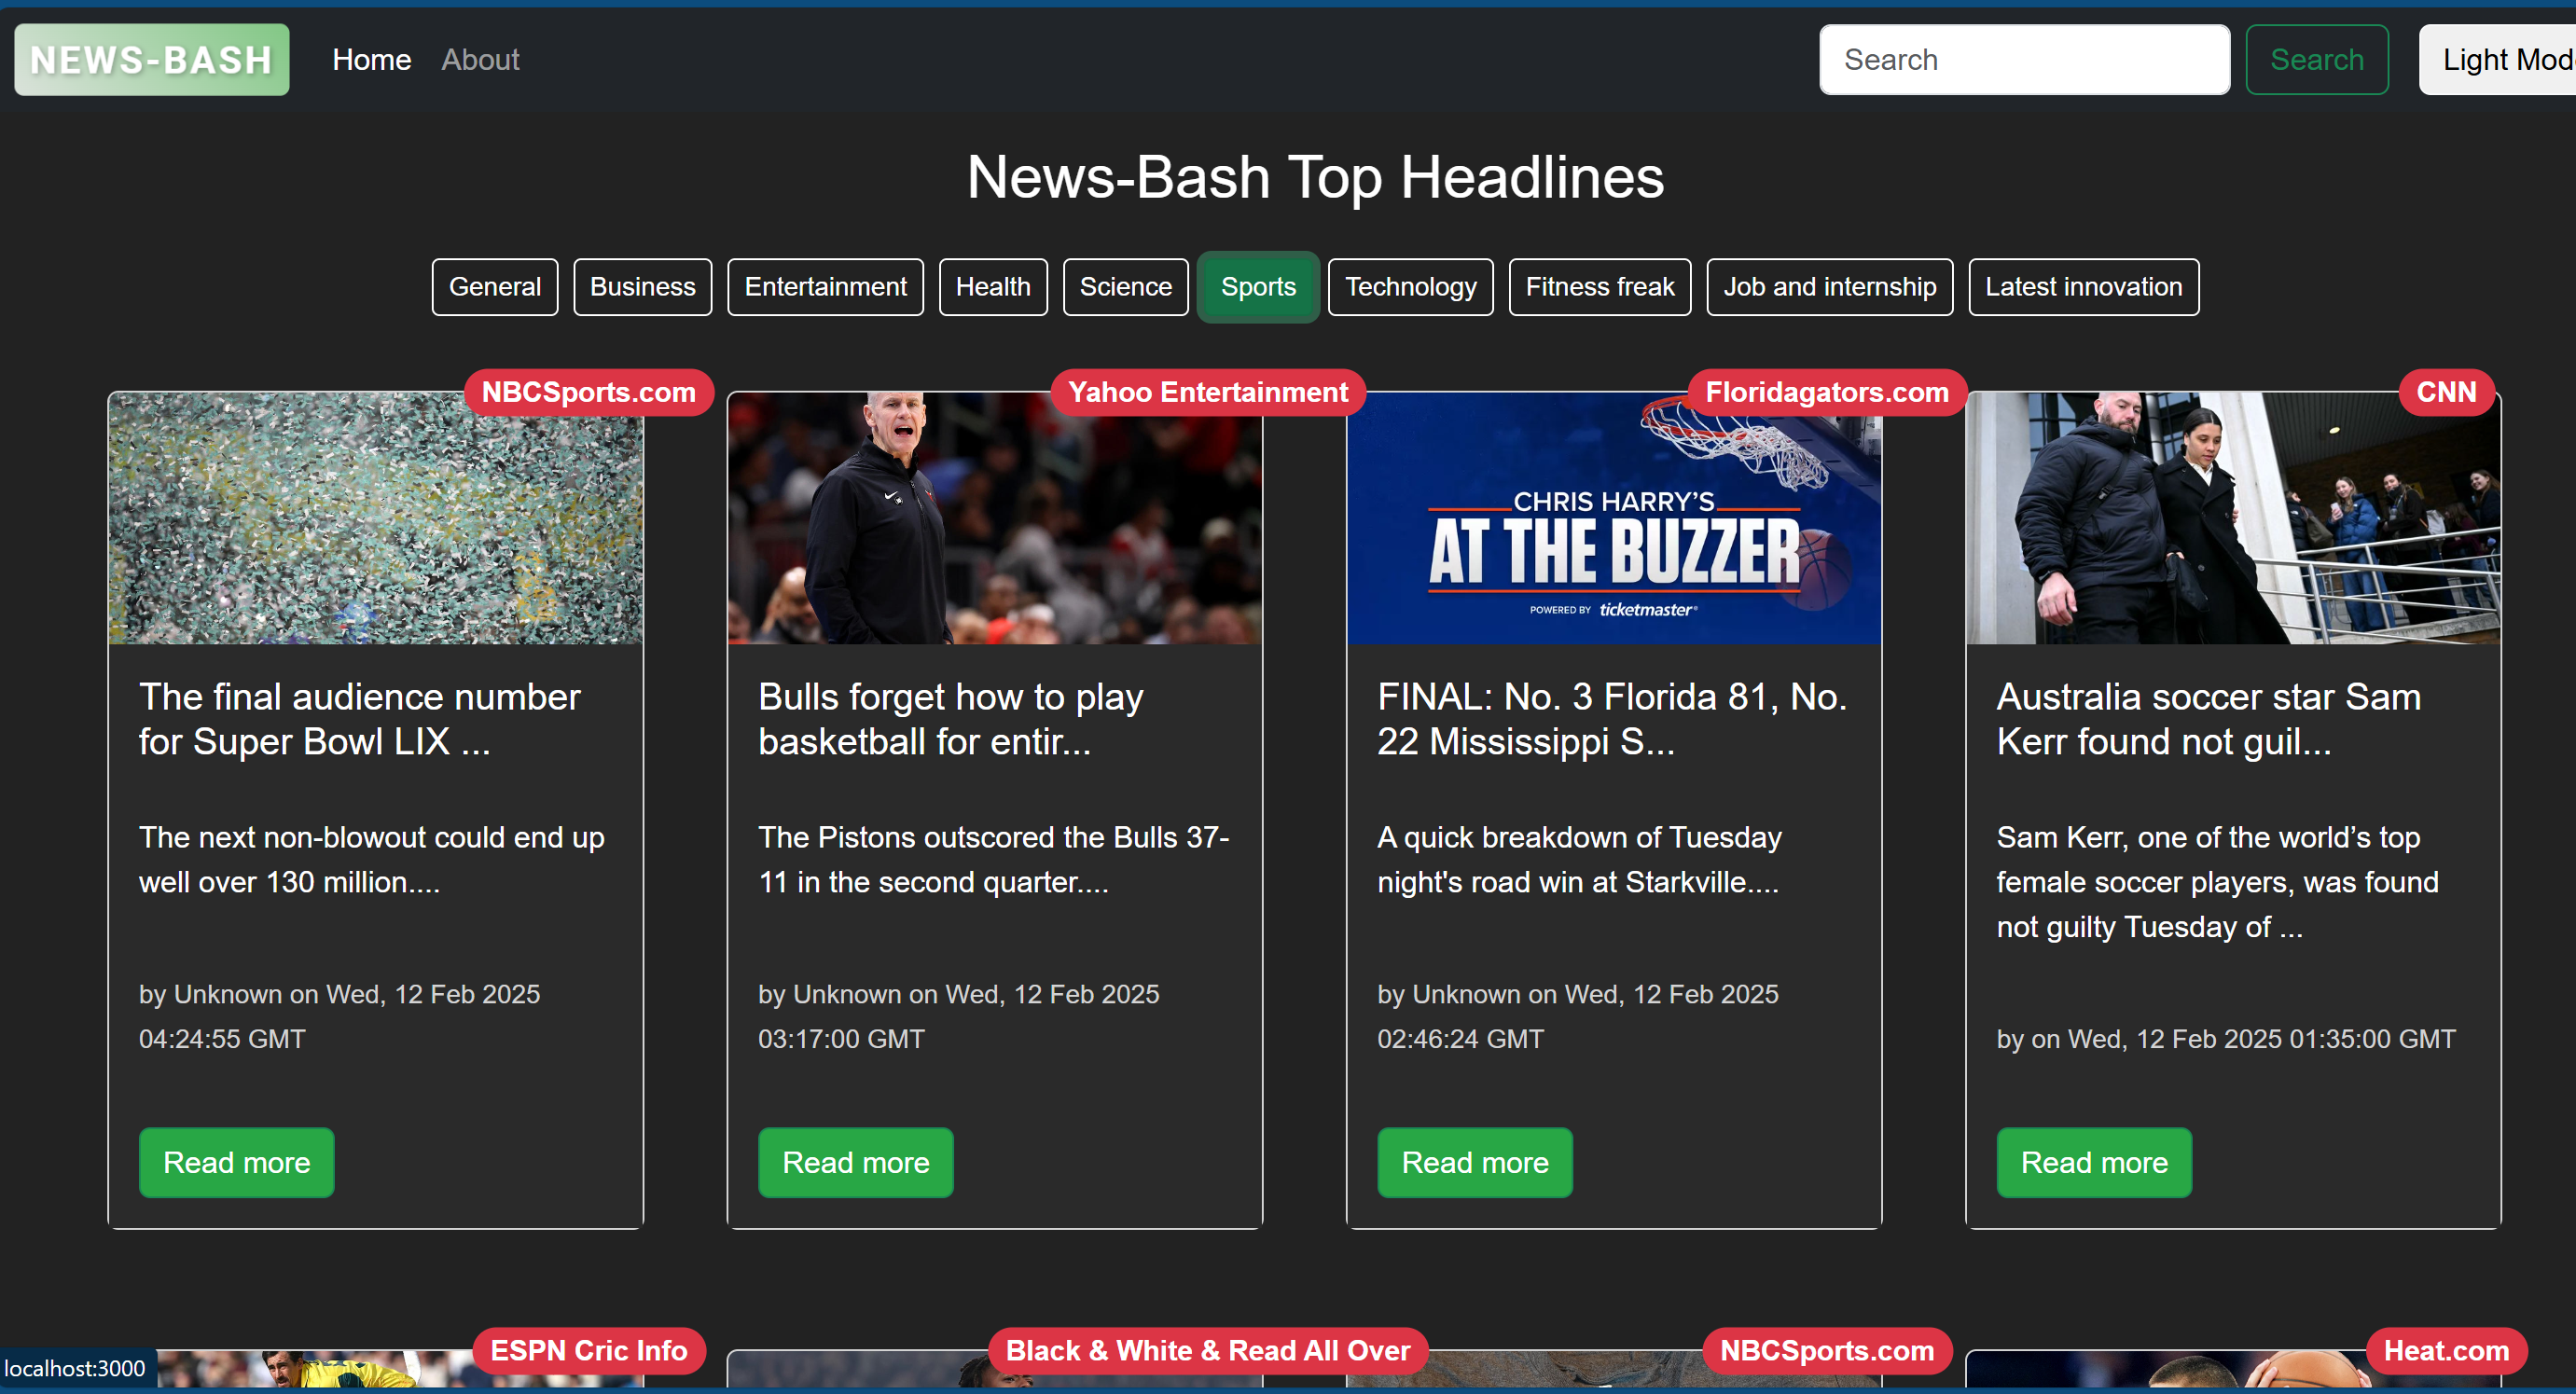 NEWS-BASH
Home
About
Search
Search
Light Mod
News-Bash Top Headlines
General
Business
Entertainment
Health
Science
Sports
Technology
Fitness freak
Job and internship
Latest innovation
NBCSports.com
The final audience number
for Super Bowl LIX ...
The next non-blowout could end up
well over 130 million....
by Unknown on Wed, 12 Feb 2025
04:24:55 GMT
Read more
Yahoo Entertainment
Bulls forget how to play
basketball for entir...
The Pistons outscored the Bulls 37-
11 in the second quarter....
by Unknown on Wed, 12 Feb 2025
03:17:00 GMT
Read more
Floridagators.com
CHRIS HARRY'S
AT THE BUZZER
POWERED BY ticketmaster®
FINAL: No. 3 Florida 81, No.
22 Mississippi S...
A quick breakdown of Tuesday
night's road win at Starkville....
by Unknown on Wed, 12 Feb 2025
02:46:24 GMT
Read more
CNN
Australia soccer star Sam
Kerr found not guil...
Sam Kerr, one of the world’s top
female soccer players, was found
not guilty Tuesday of ...
by on Wed, 12 Feb 2025 01:35:00 GMT
Read more
ESPN Cric Info
Black & White & Read All Over
NBCSports.com
Heat.com
localhost:3000